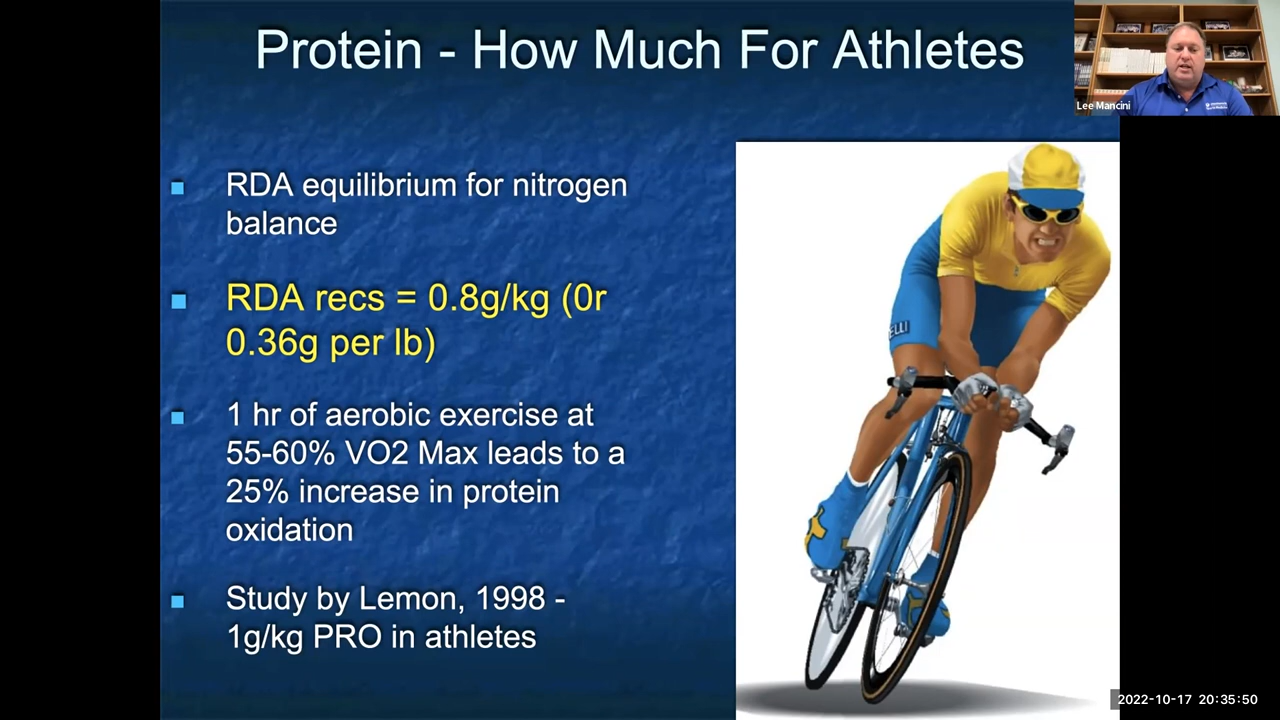 Protein - How Much For Athletes
Lee Mancini
RDA equilibrium for nitrogen
balance
RDA recs = 0.8g/kg (0r
0.36g per lb)
1 hr of aerobic exercise at
55-60% VO2 Max leads to a
25% increase in protein
oxidation
Study by Lemon, 1998 -
1g/kg PRO in athletes
ELLI
2022-10-17 20:35:50